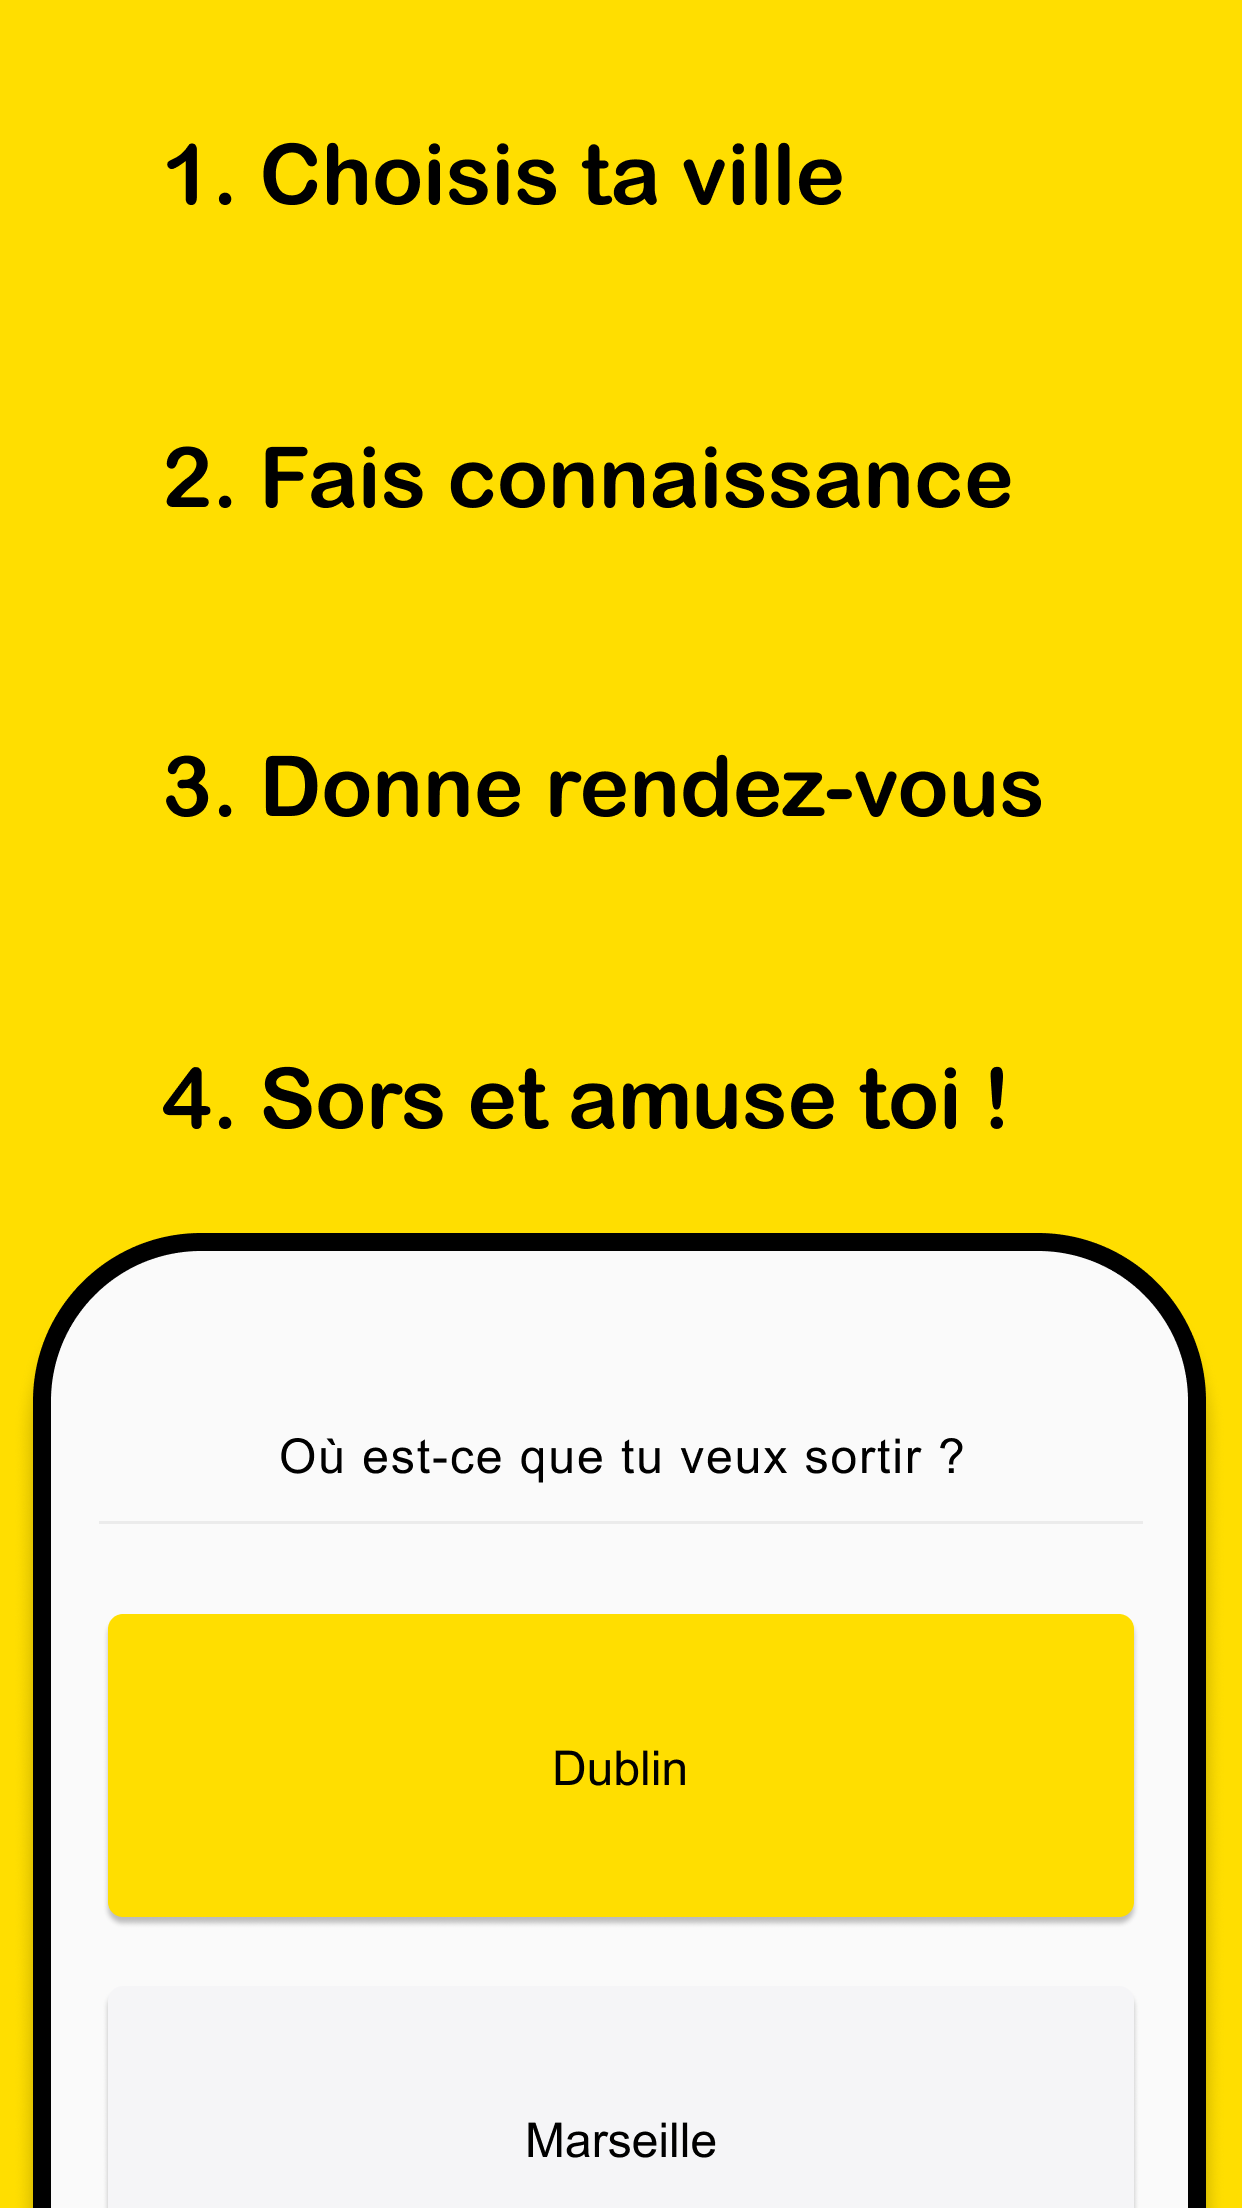 1. Choisis ta ville
2. Fais connaissance
3. Donne rendez-vous
4. Sors et amuse toi !
Où est-ce que tu veux sortir ?
Dublin
Marseille